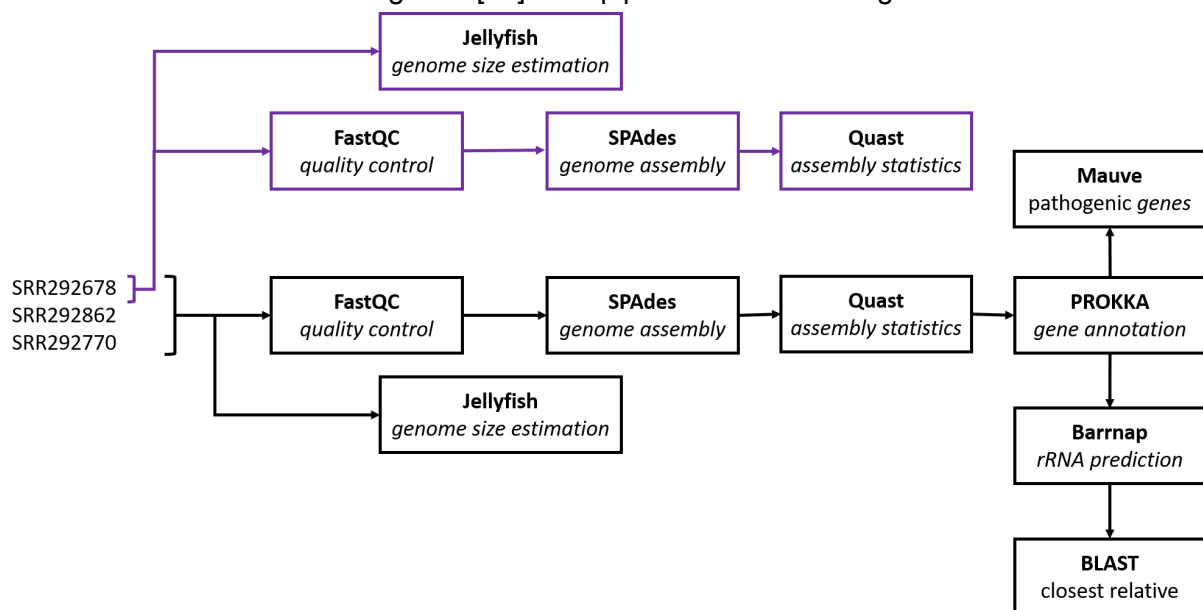 Jellyfish
genome size estimation
FastQC
quality control
SPAdes
genome assembly
Quast
assembly statistics
Mauve
pathogenic genes
SRR292678
SRR292862
SRR292770
FastQC
quality control
SPAdes
genome assembly
Quast
assembly statistics
PROKKA
gene annotation
Jellyfish
genome size estimation
Barrnap
rRNA prediction
BLAST
closest relative